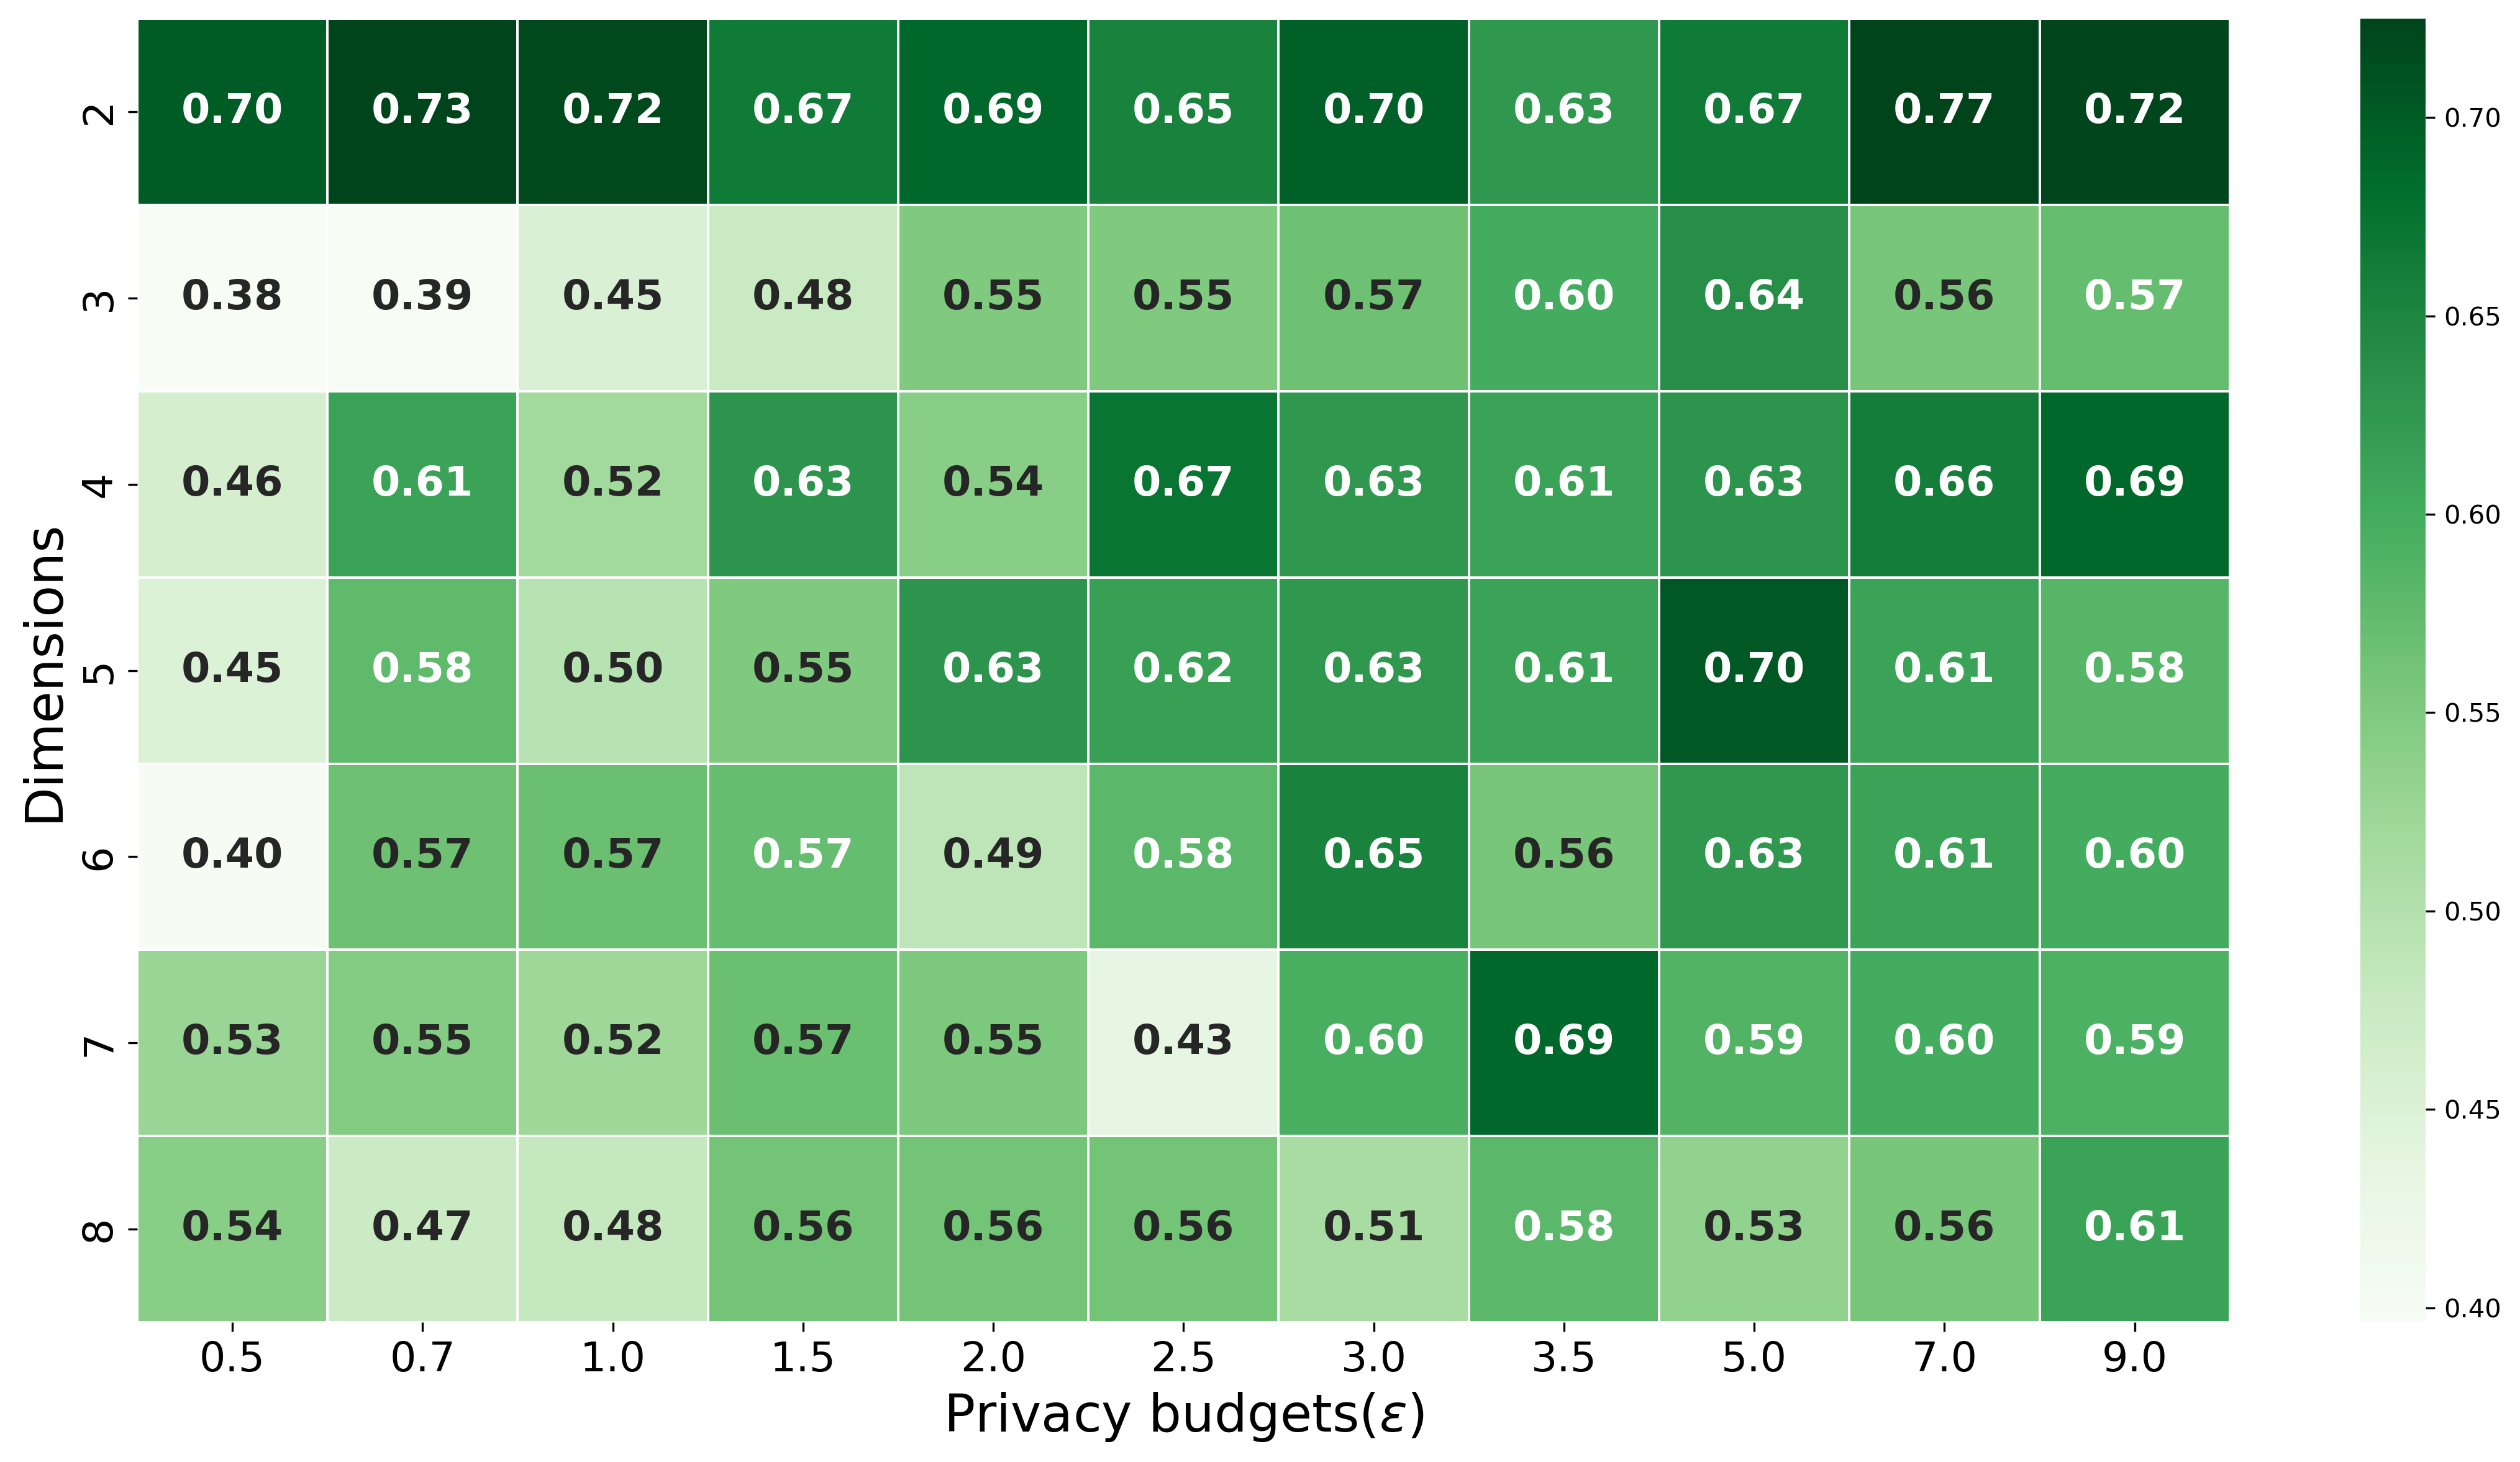 2 0.70 0.73 0.72 0.67 0.69 0.65 0.70 0.63 0.67 0.77 0.72
3 0.38 0.39 0.45 0.48 0.55 0.55 0.57 0.60 0.64 0.56 0.57
4 0.46 0.61 0.52 0.63 0.54 0.67 0.63 0.61 0.63 0.66 0.69
5 0.45 0.58 0.50 0.55 0.63 0.62 0.63 0.61 0.70 0.61 0.58
6 0.40 0.57 0.57 0.57 0.49 0.58 0.65 0.56 0.63 0.61 0.60
7 0.53 0.55 0.52 0.57 0.55 0.43 0.60 0.69 0.59 0.60 0.59
8 0.54 0.47 0.48 0.56 0.56 0.56 0.51 0.58 0.53 0.56 0.61
0.5 0.7 1.0 1.5 2.0 2.5 3.0 3.5 5.0 7.0 9.0
Privacy budgets(ε)
Dimensions
0.70
0.65
0.60
0.55
0.50
0.45
0.40